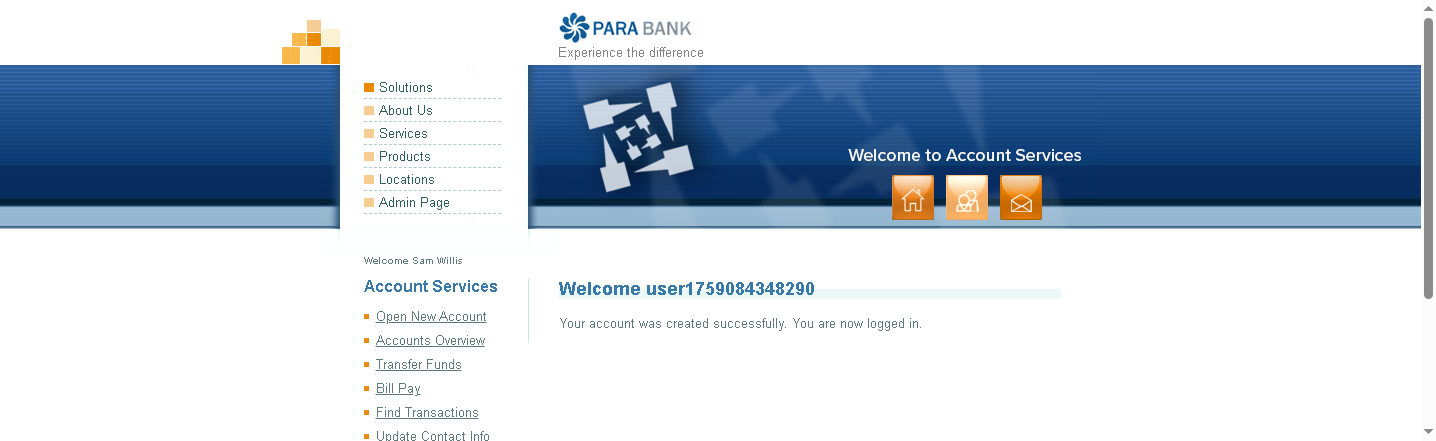 PARA BANK
Experience the difference
Solutions
About Us
Services
Products
Locations
Admin Page
Welcome to Account Services
Welcome Sam Willis
Account Services
Open New Account
Accounts Overview
Transfer Funds
Bill Pay
Find Transactions
Update Contact Info
Welcome user1759084348290
Your account was created successfully. You are now logged in.